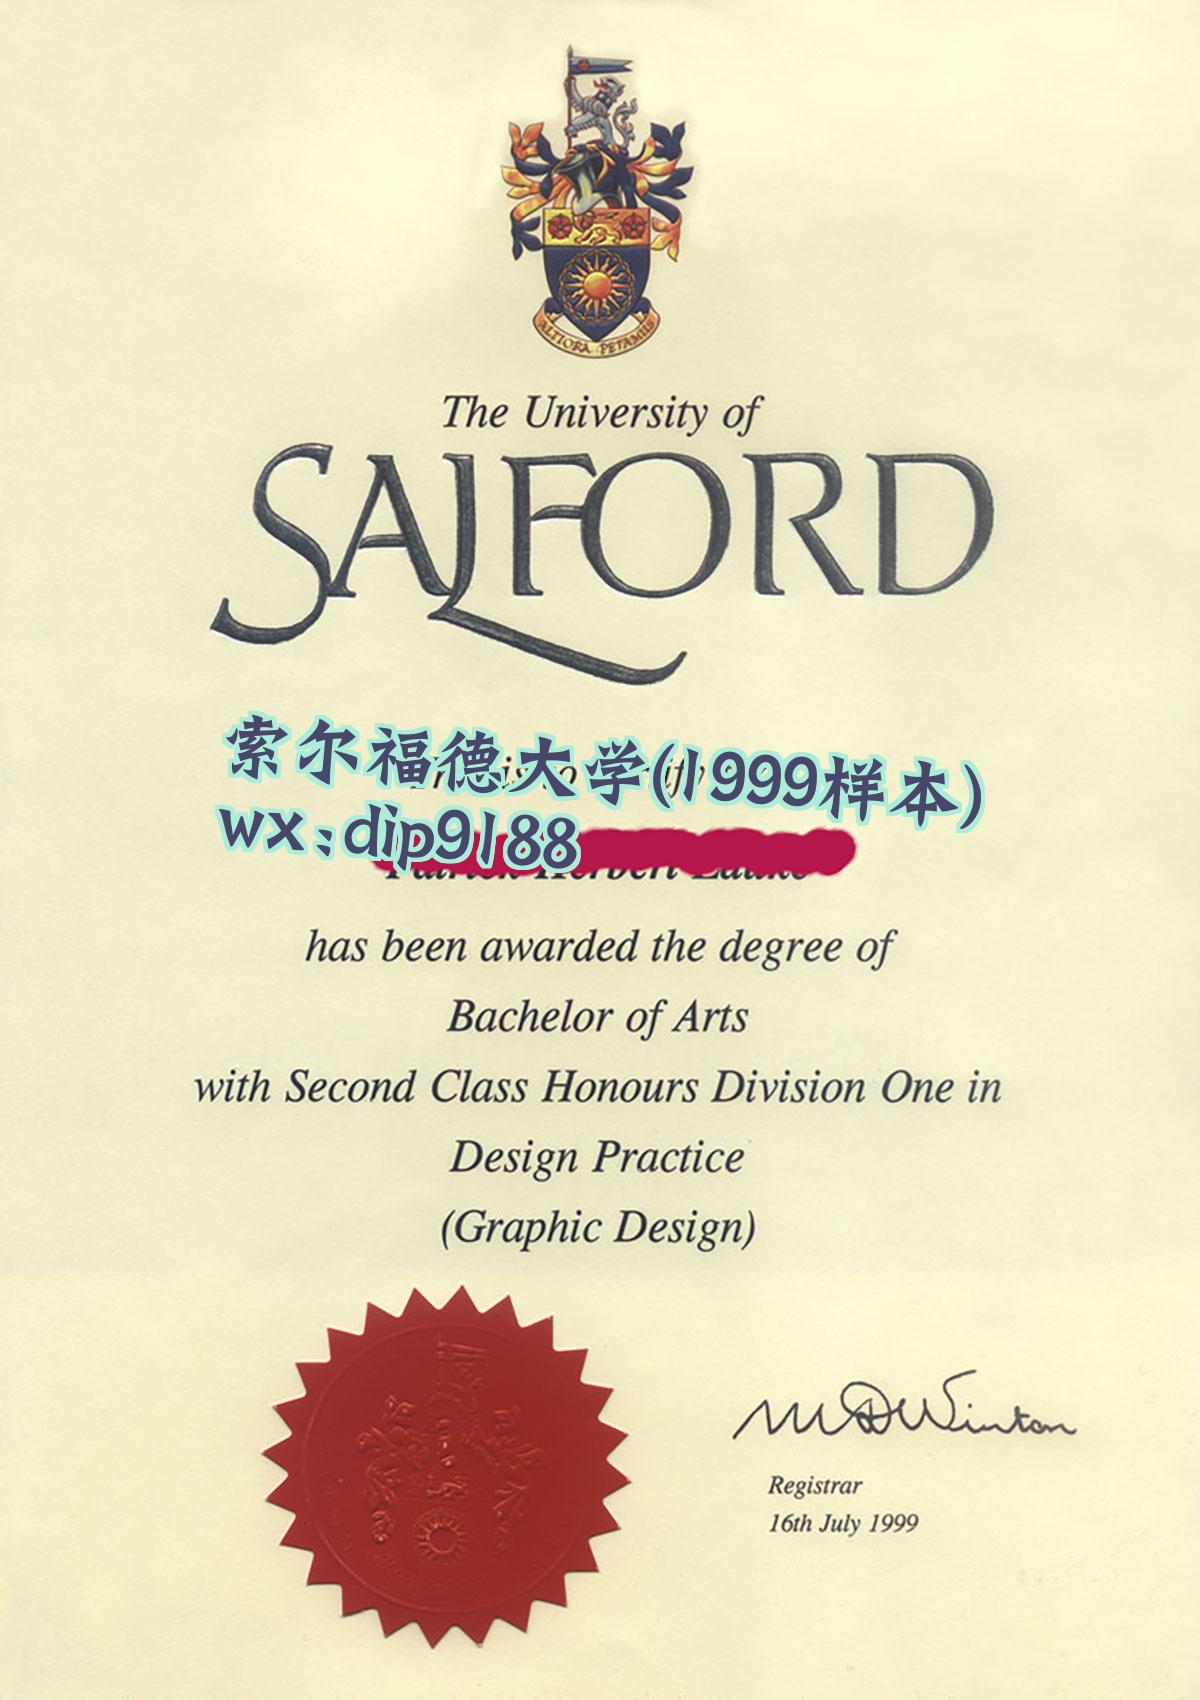 ALTIORA PETAMUS
The University of
SALFORD
索尔福德大学(1999样本)
wx:dip9188
has been awarded the degree of
Bachelor of Arts
with Second Class Honours Division One in
Design Practice
(Graphic Design)
M D Winton
Registrar
16th July 1999